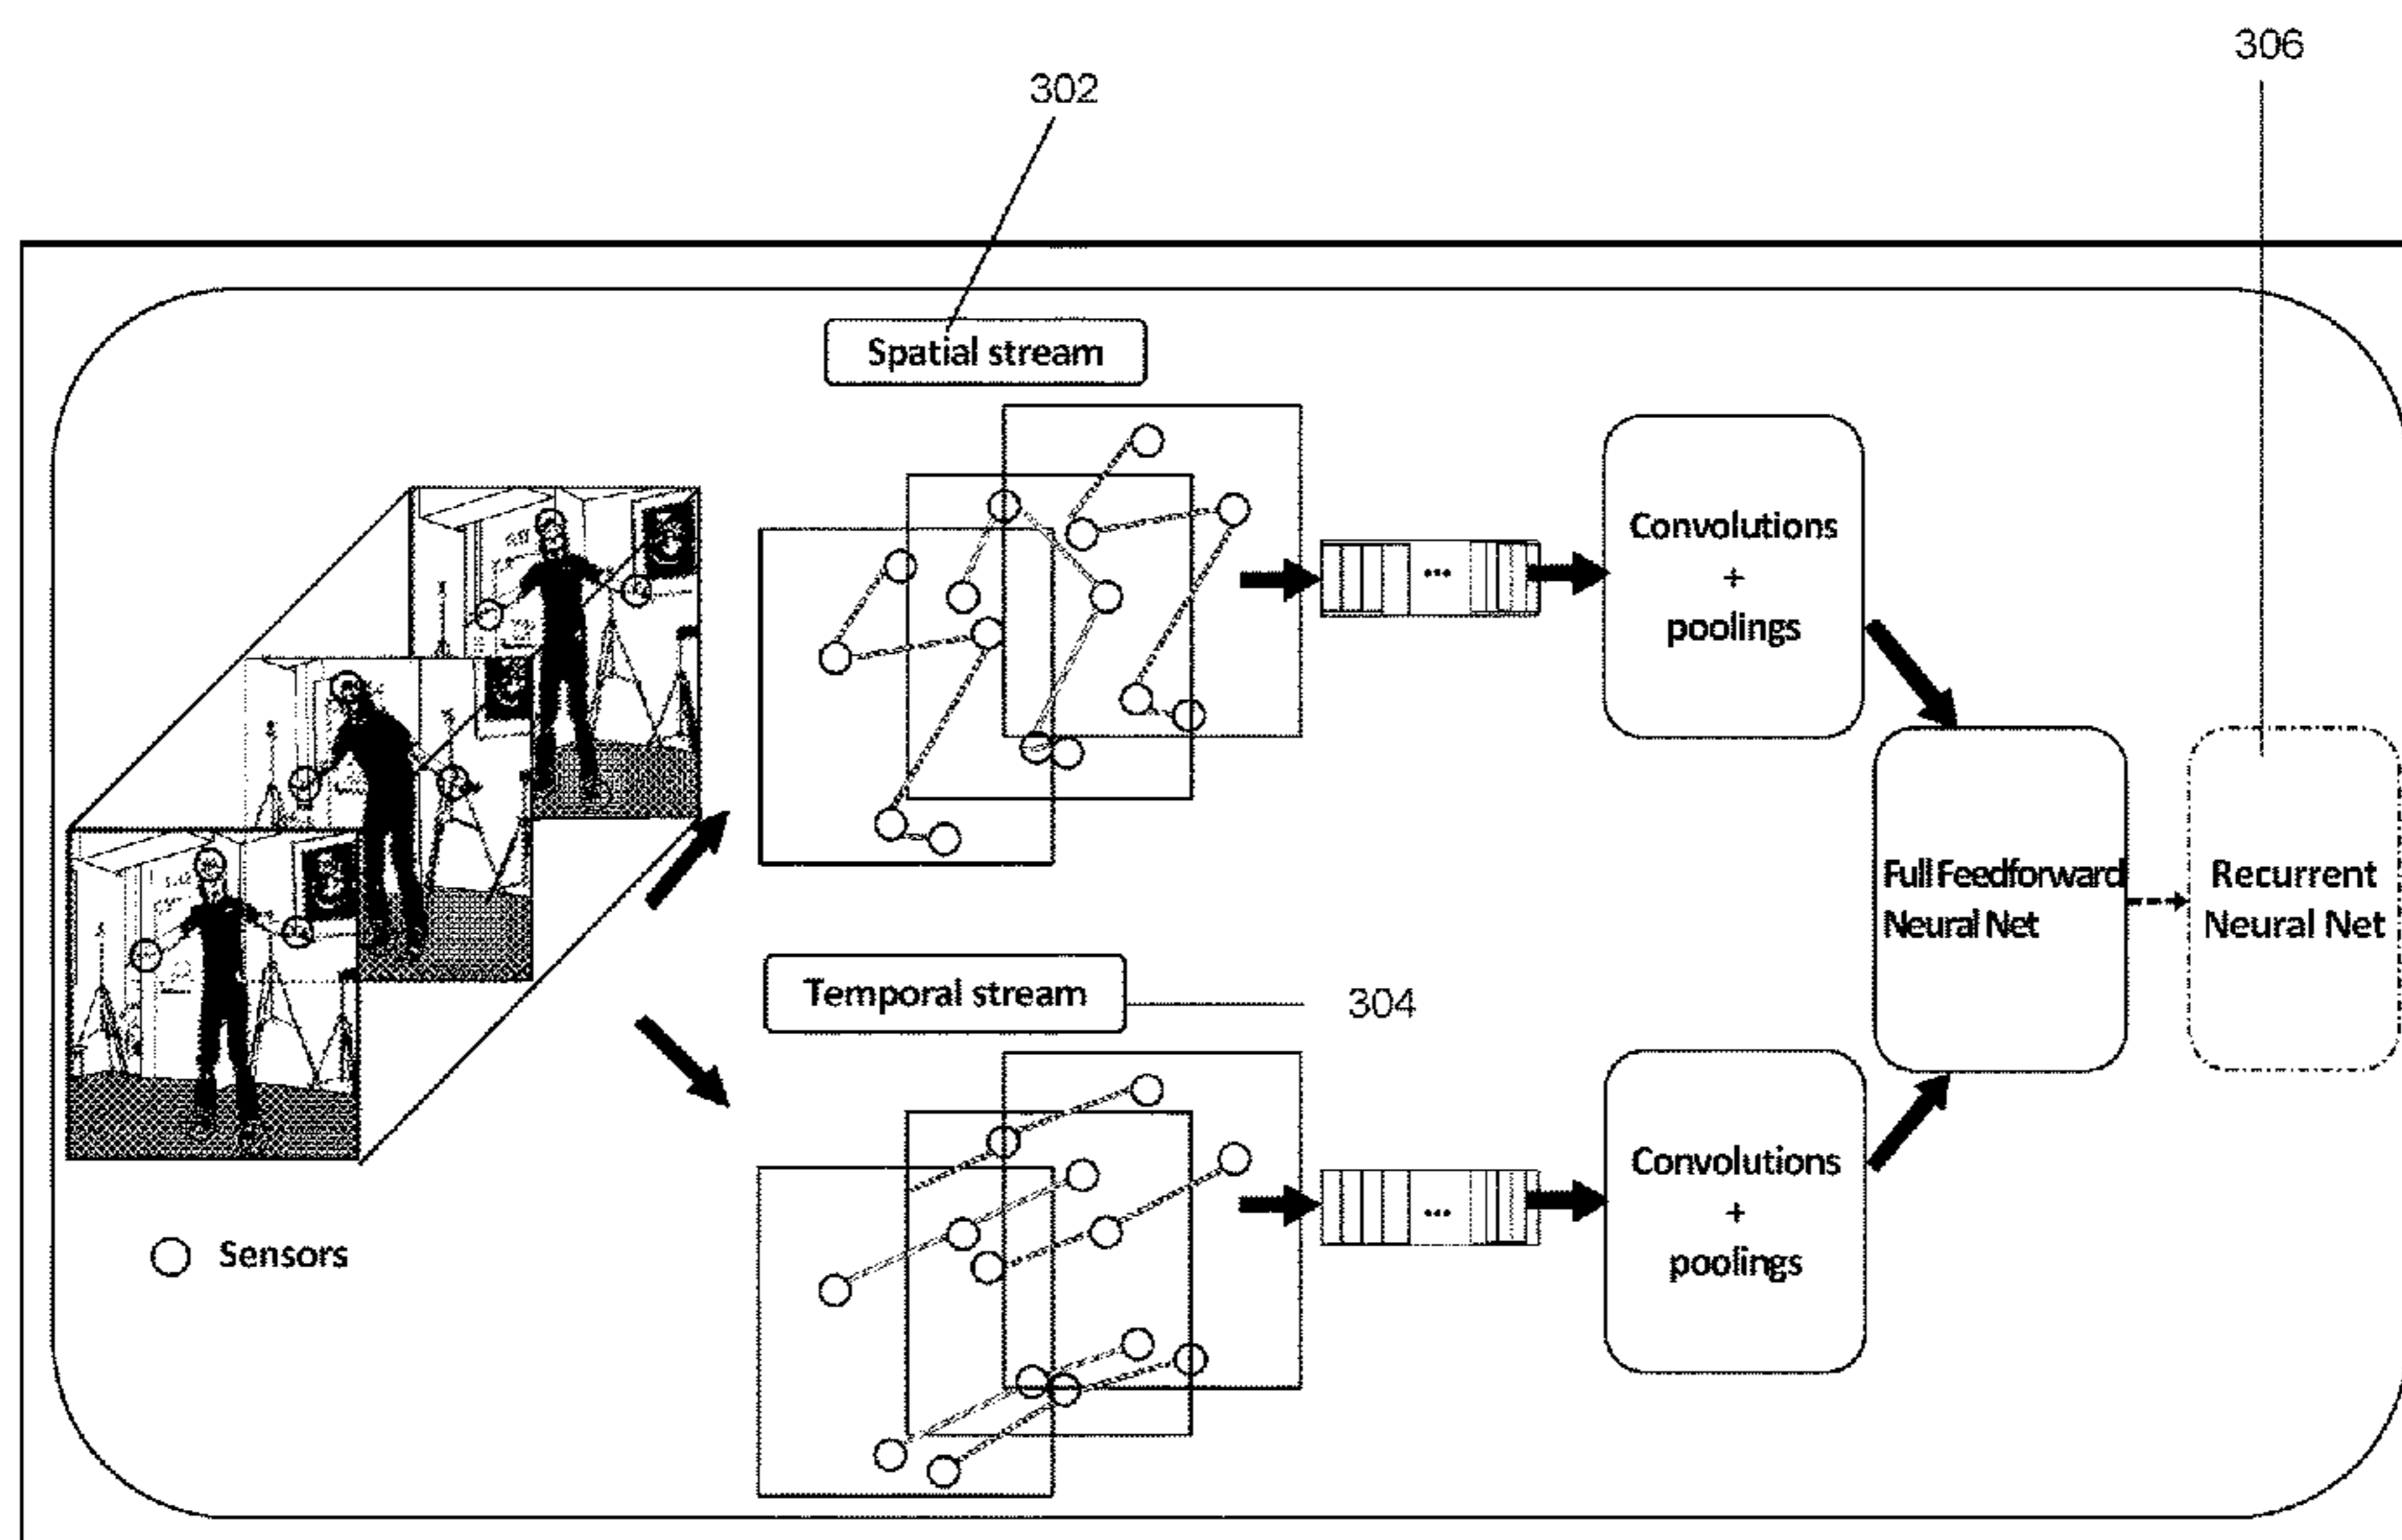 306
302
Spatial stream
Convolutions
+
poolings
...
Full Feedforward
Neural Net
Recurrent
Neural Net
Temporal stream
304
Convolutions
+
poolings
...
Sensors